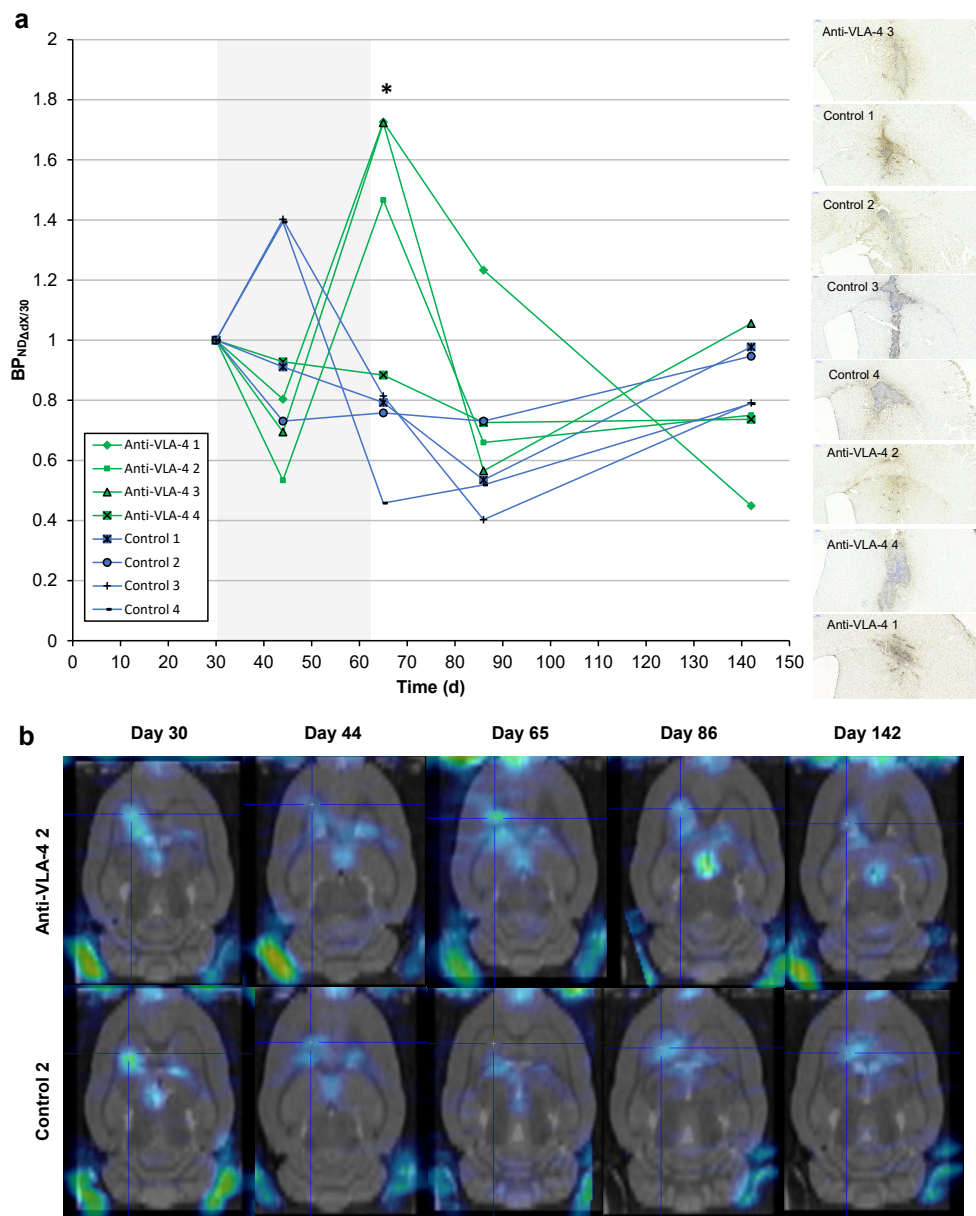 a
2
1.8
1.6
1.4
1.2
1
0.8
0.6
0.4
0.2
0
*
BP_NDΔdX/30
Anti-VLA-4 1
Anti-VLA-4 2
Anti-VLA-4 3
Anti-VLA-4 4
Control 1
Control 2
Control 3
Control 4
0 10 20 30 40 50 60 70 80 90 100 110 120 130 140 150
Time (d)
Anti-VLA-4 3
Control 1
Control 2
Control 3
Control 4
Anti-VLA-4 2
Anti-VLA-4 4
Anti-VLA-4 1
b
Day 30 Day 44 Day 65 Day 86 Day 142
Anti-VLA-4 2
Control 2